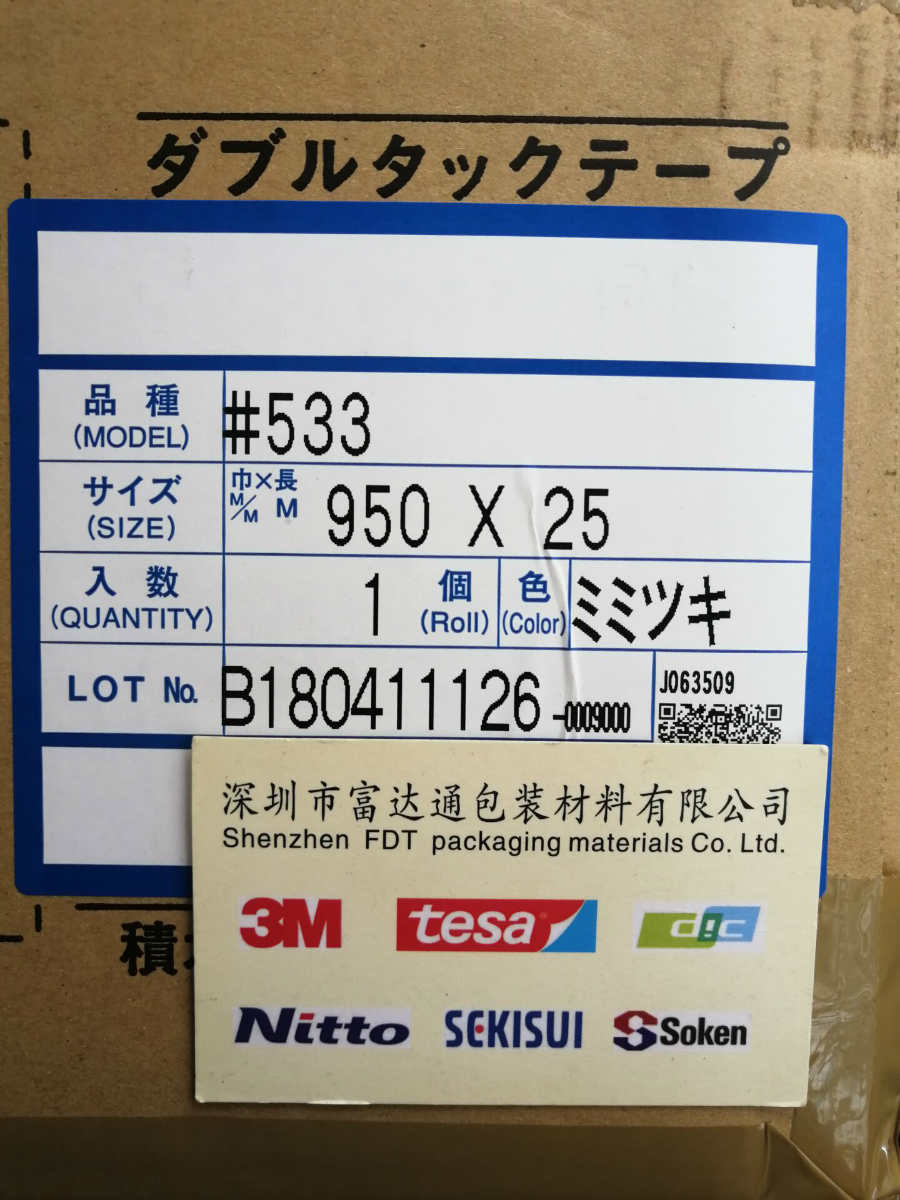 ダブルタックテープ
品種
(MODEL)
#533
サイズ
(SIZE)
巾×長
M/M M
950 X 25
入数
(QUANTITY)
1
個
(Roll)
色
(Color)
ミミツキ
LOT No.
B180411126-0009000
J063509
深圳市富达通包装材料有限公司
Shenzhen FDT packaging materials Co. Ltd.
3M
tesa
dic
Nitto
SEKISUI
Soken
積